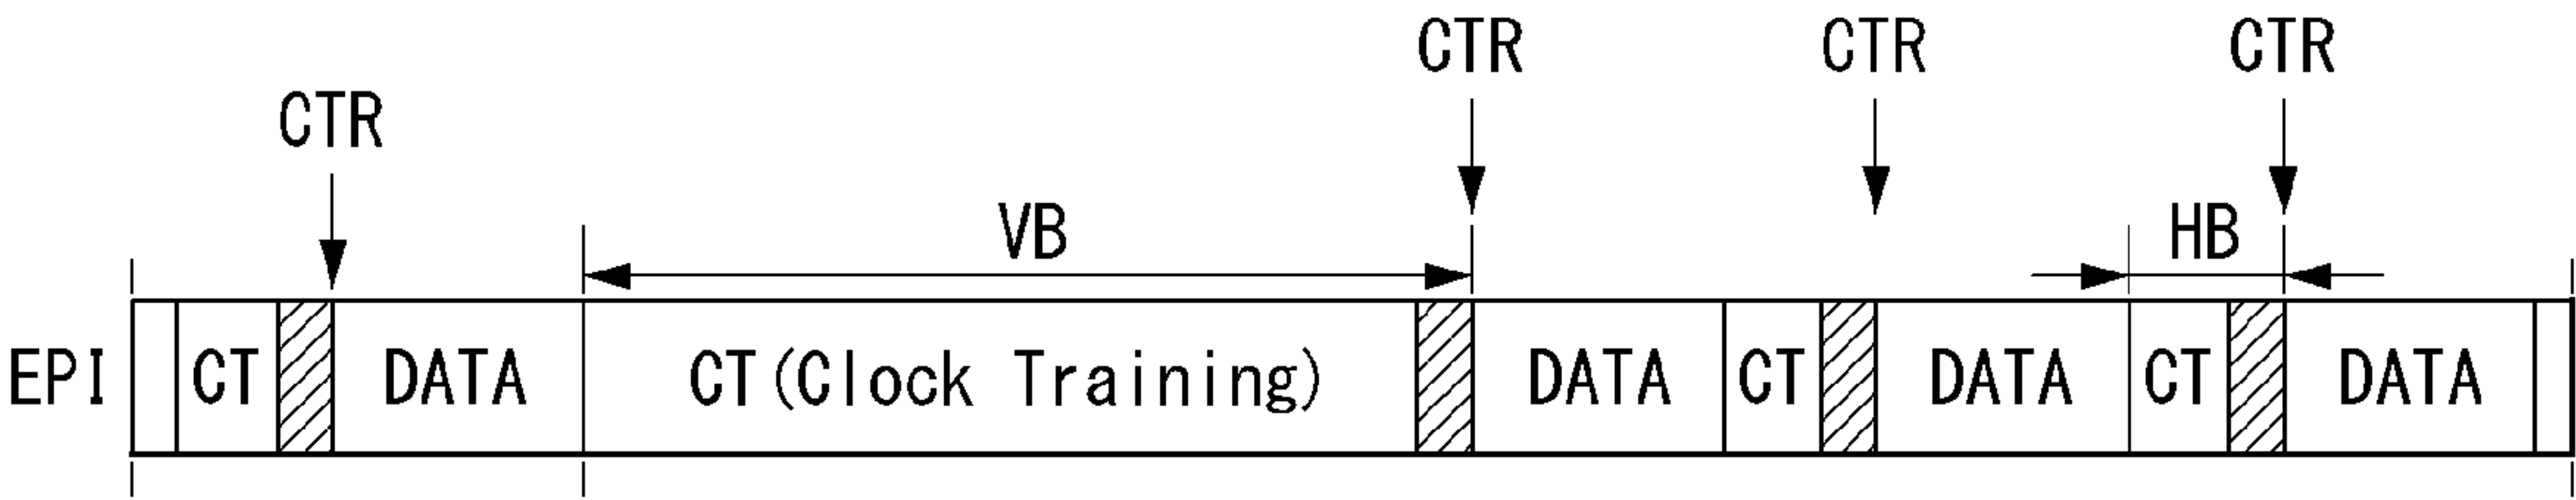 CTR CTR CTR
CTR
VB HB
EPI CT DATA CT(Clock Training) DATA CT DATA CT DATA